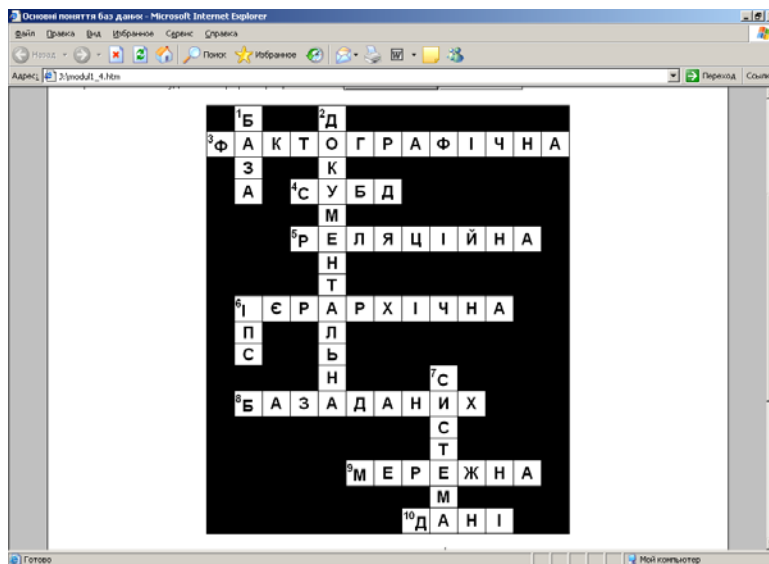 Основні поняття баз даних - Microsoft Internet Explorer
Файл Правка Вид Избранное Сервис Справка
Назад Поиск Избранное
Адрес: J:\modul1_4.htm Переход Ссылки
1Б 2Д
3Ф А К Т О Г Р А Ф І Ч Н А
З К
А 4С У Б Д
М
5Р Е Л Я Ц І Й Н А
Н
Т
6І Є Р А Р Х І Ч Н А
П Л
С Ь
Н 7С
8Б А З А Д А Н И Х
С
Т
9М Е Р Е Ж Н А
М
10Д А Н І
Готово Мой компьютер